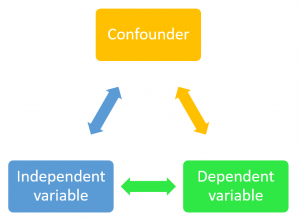 Confounder
Independent
variable
Dependent
variable